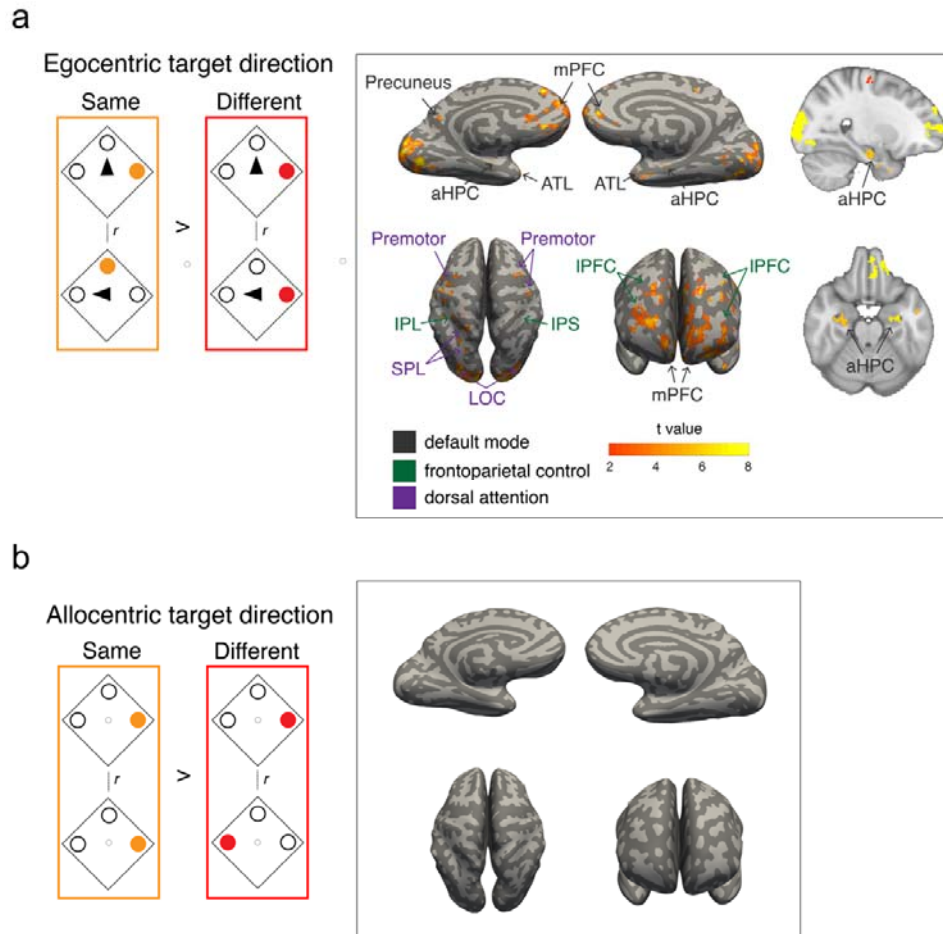 a
Egocentric target direction
Same
Different
r
>
r
Precuneus
mPFC
aHPC
ATL
ATL
aHPC
aHPC
Premotor
Premotor
IPL
IPS
SPL
LOC
lPFC
lPFC
mPFC
aHPC
default mode
frontoparietal control
dorsal attention
t value
2
4
6
8
b
Allocentric target direction
Same
Different
r
>
r